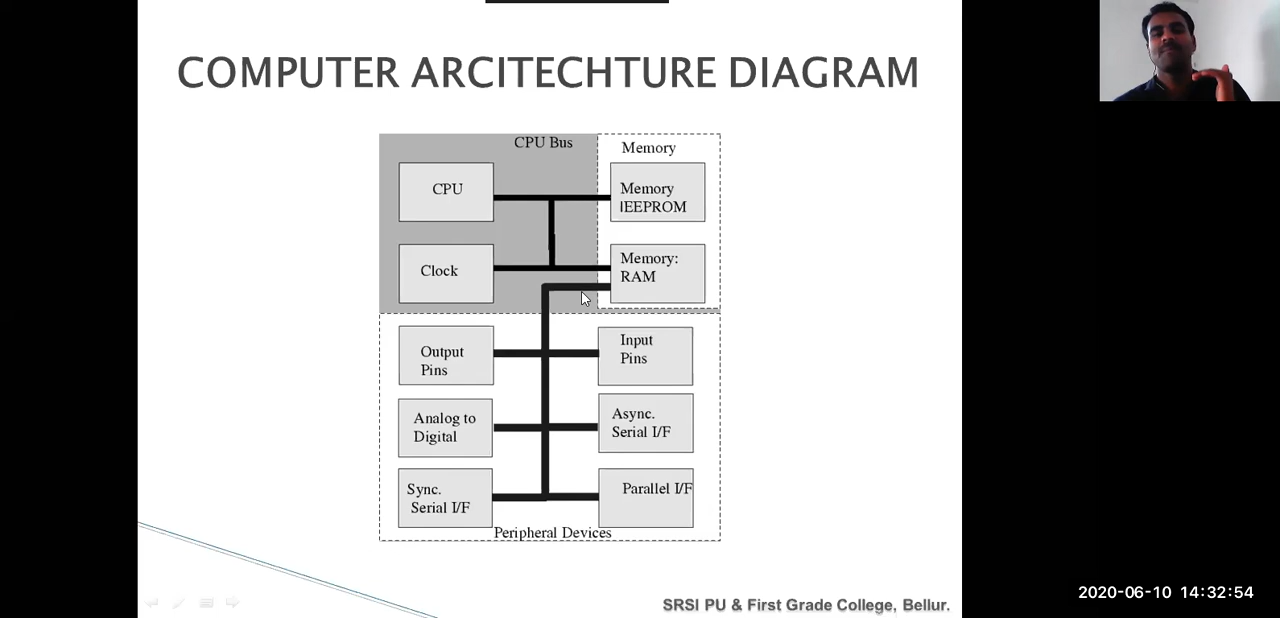 COMPUTER ARCITECHTURE DIAGRAM
CPU Bus
Memory
CPU
Memory
IEEPROM
Clock
Memory:
RAM
Output
Pins
Input
Pins
Analog to
Digital
Async.
Serial I/F
Sync.
Serial I/F
Parallel I/F
Peripheral Devices
2020-06-10 14:32:54
SRSI PU & First Grade College, Bellur.